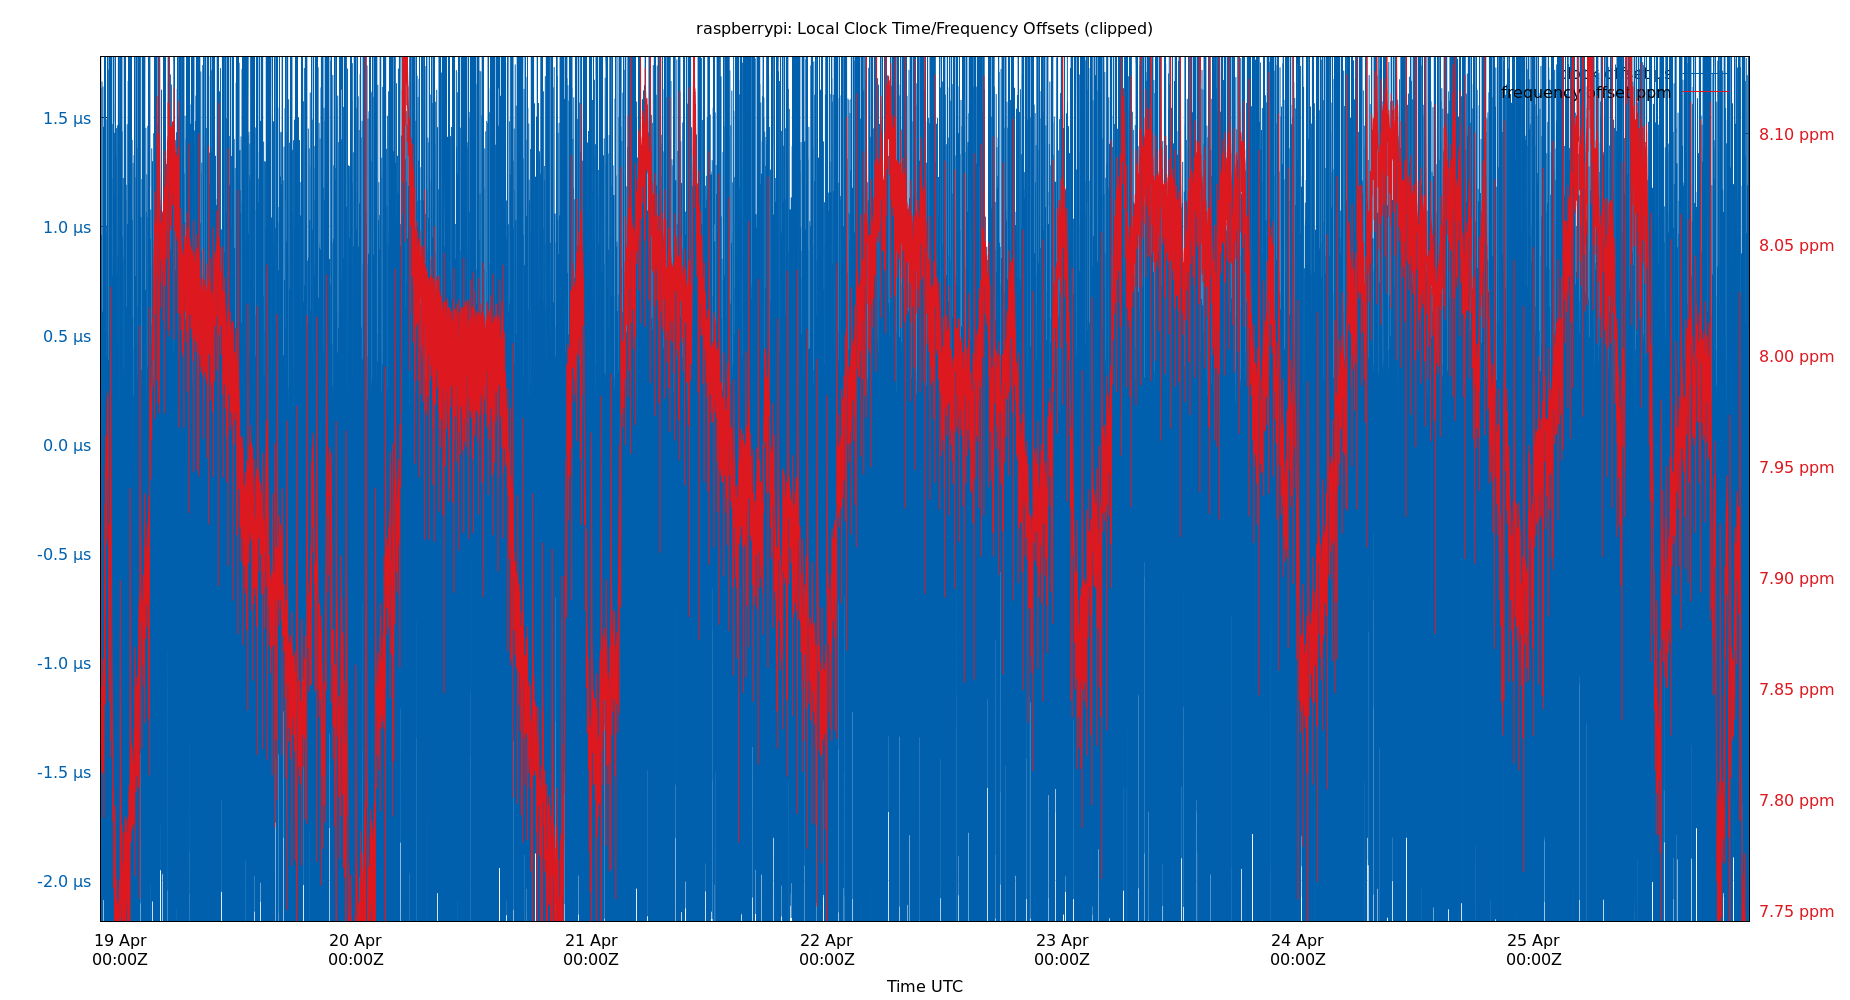 raspberrypi: Local Clock Time/Frequency Offsets (clipped)
clock offset µs
frequency offset ppm
1.5 µs
1.0 µs
0.5 µs
0.0 µs
-0.5 µs
-1.0 µs
-1.5 µs
-2.0 µs
8.10 ppm
8.05 ppm
8.00 ppm
7.95 ppm
7.90 ppm
7.85 ppm
7.80 ppm
7.75 ppm
19 Apr 20 Apr 21 Apr 22 Apr 23 Apr 24 Apr 25 Apr
00:00Z 00:00Z 00:00Z 00:00Z 00:00Z 00:00Z 00:00Z
Time UTC